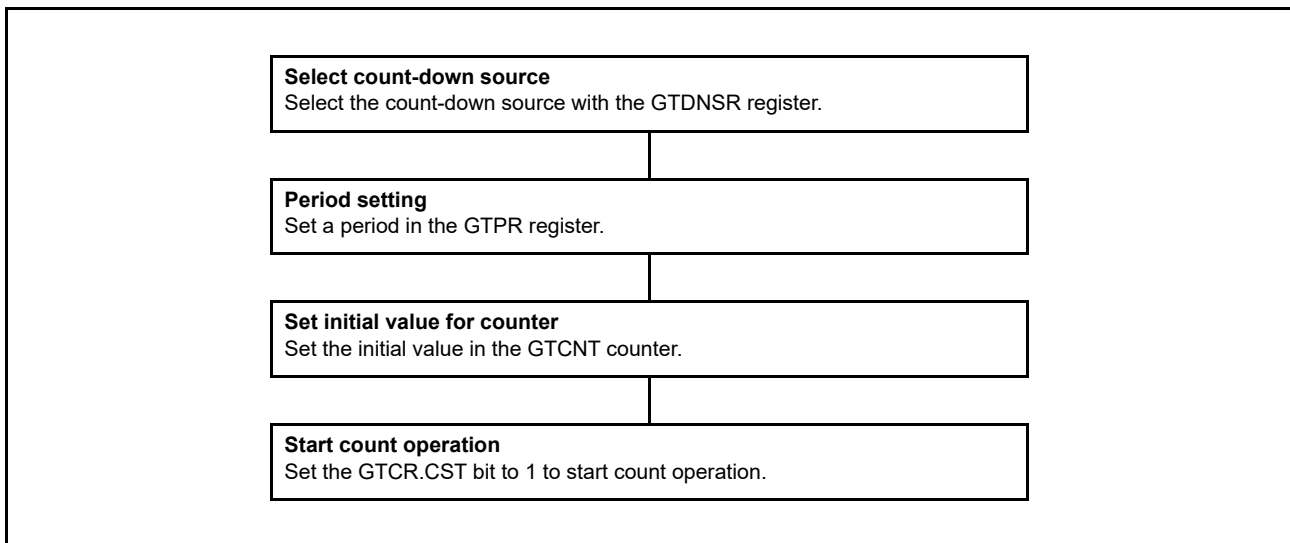 Select count-down source
Select the count-down source with the GTDNSR register.
Period setting
Set a period in the GTPR register.
Set initial value for counter
Set the initial value in the GTCNT counter.
Start count operation
Set the GTCR.CST bit to 1 to start count operation.